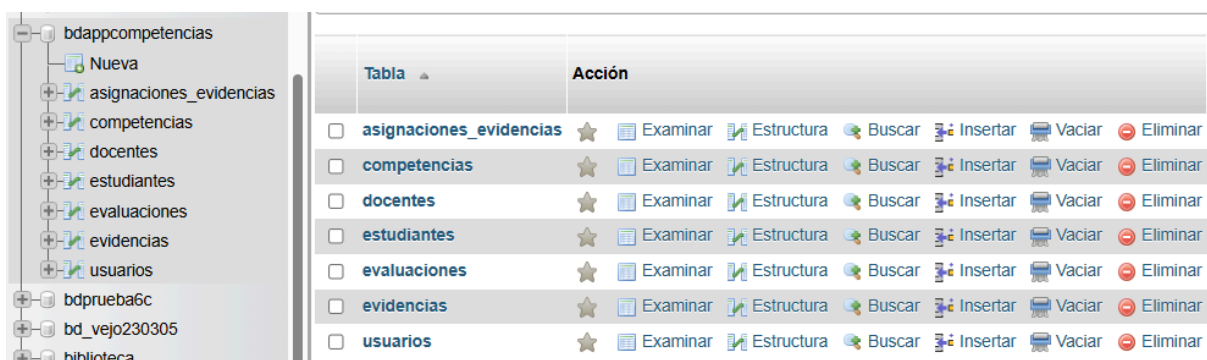 bdappcompetencias
Nueva
asignaciones_evidencias
competencias
docentes
estudiantes
evaluaciones
evidencias
usuarios
bdprueba6c
bd_vejo230305
biblioteca
Tabla Acción
asignaciones_evidencias Examinar Estructura Buscar Insertar Vaciar Eliminar
competencias Examinar Estructura Buscar Insertar Vaciar Eliminar
docentes Examinar Estructura Buscar Insertar Vaciar Eliminar
estudiantes Examinar Estructura Buscar Insertar Vaciar Eliminar
evaluaciones Examinar Estructura Buscar Insertar Vaciar Eliminar
evidencias Examinar Estructura Buscar Insertar Vaciar Eliminar
usuarios Examinar Estructura Buscar Insertar Vaciar Eliminar